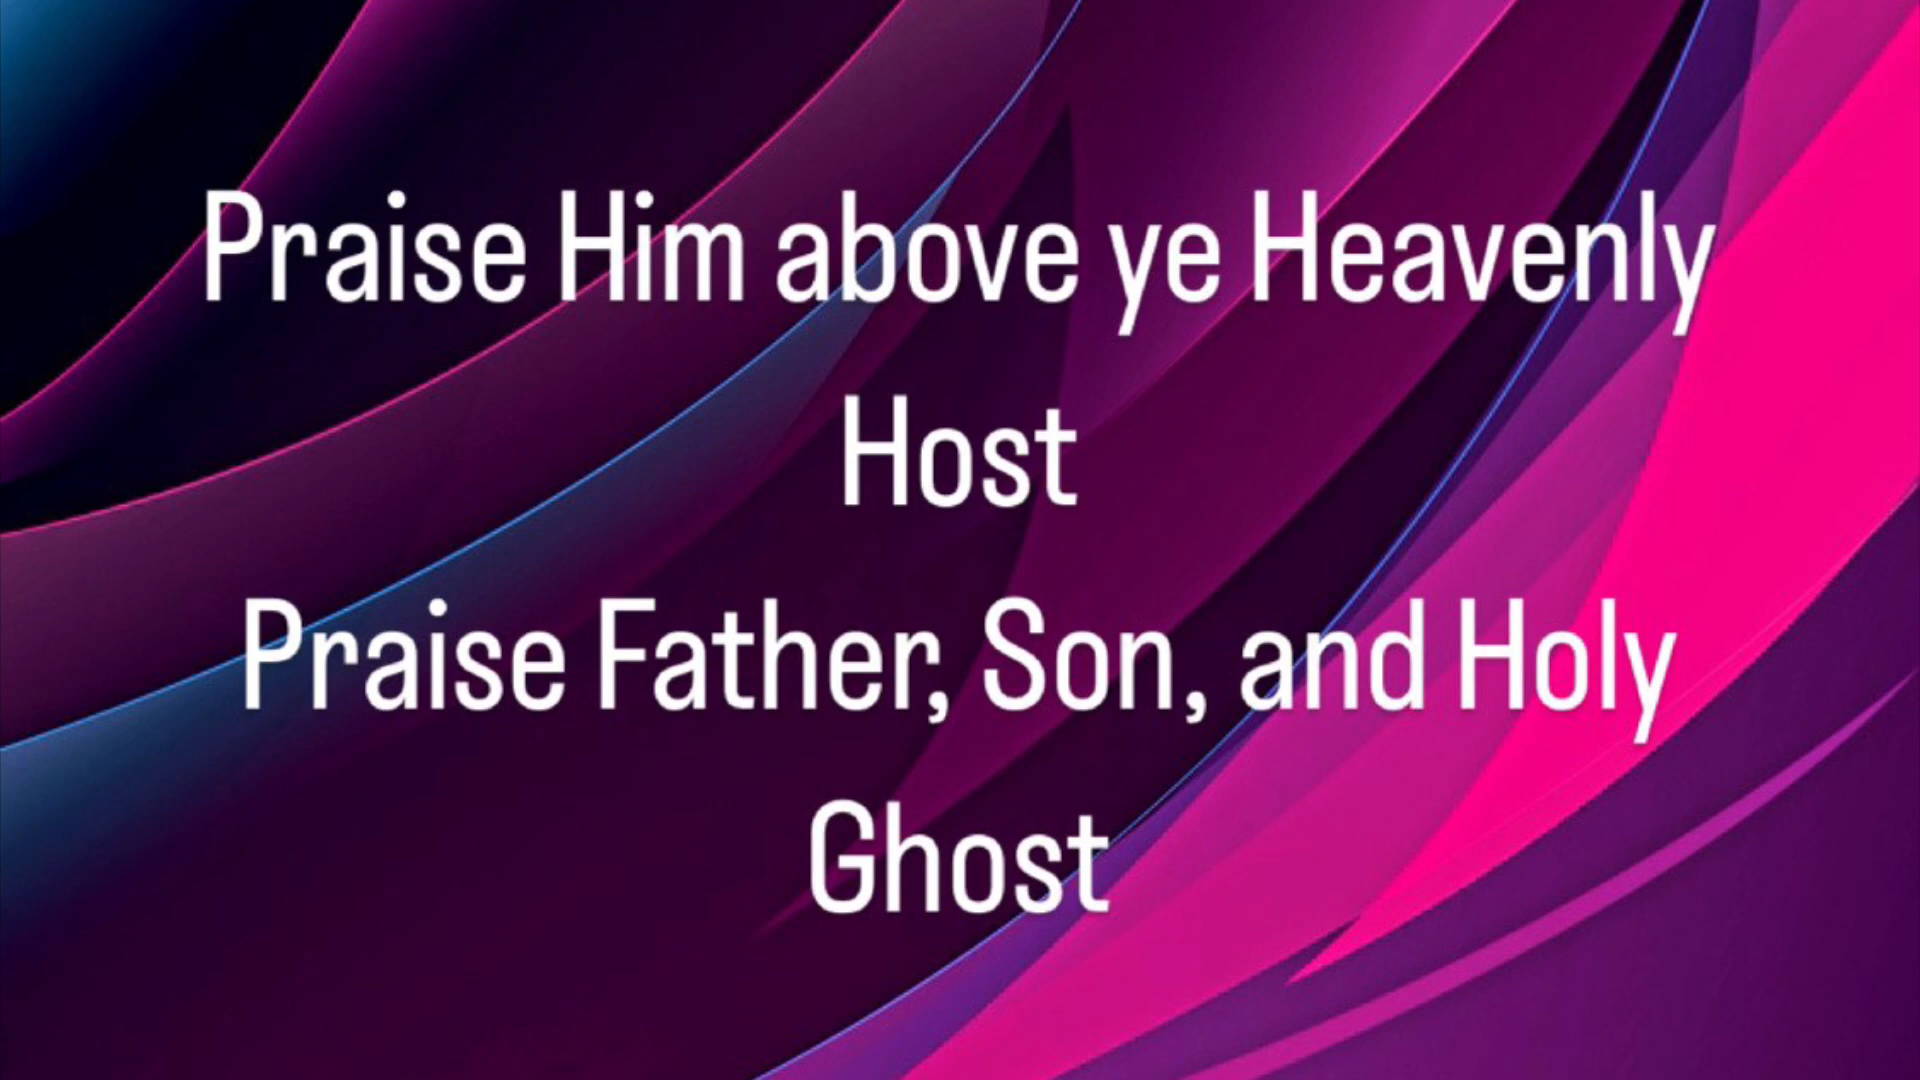 Praise Him above ye Heavenly
Host
Praise Father, Son, and Holy
Ghost